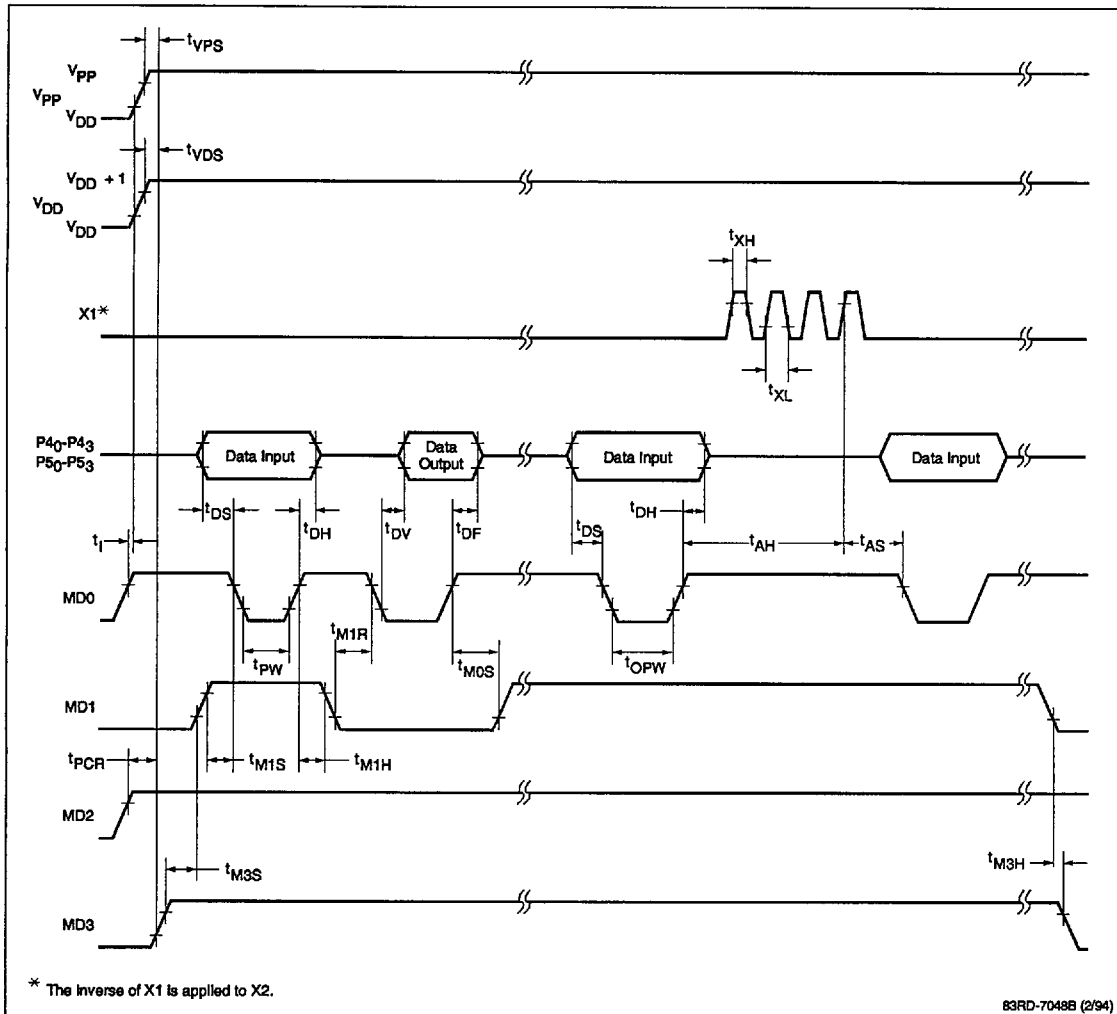 tVPS
VPP
VPP
VDD
tVDS
VDD + 1
VDD
VDD
tXH
X1*
tXL
P40-P43
P50-P53
Data Input
Data Output
Data Input
Data Input
tDS
tDH
tDV
tDF
tDS
tDH
tAH
tAS
tI
MD0
tM1R
tPW
tM0S
tOPW
MD1
tPCR
tM1S
tM1H
MD2
tM3S
tM3H
MD3
* The inverse of X1 is applied to X2.
83RD-7048B (2/94)